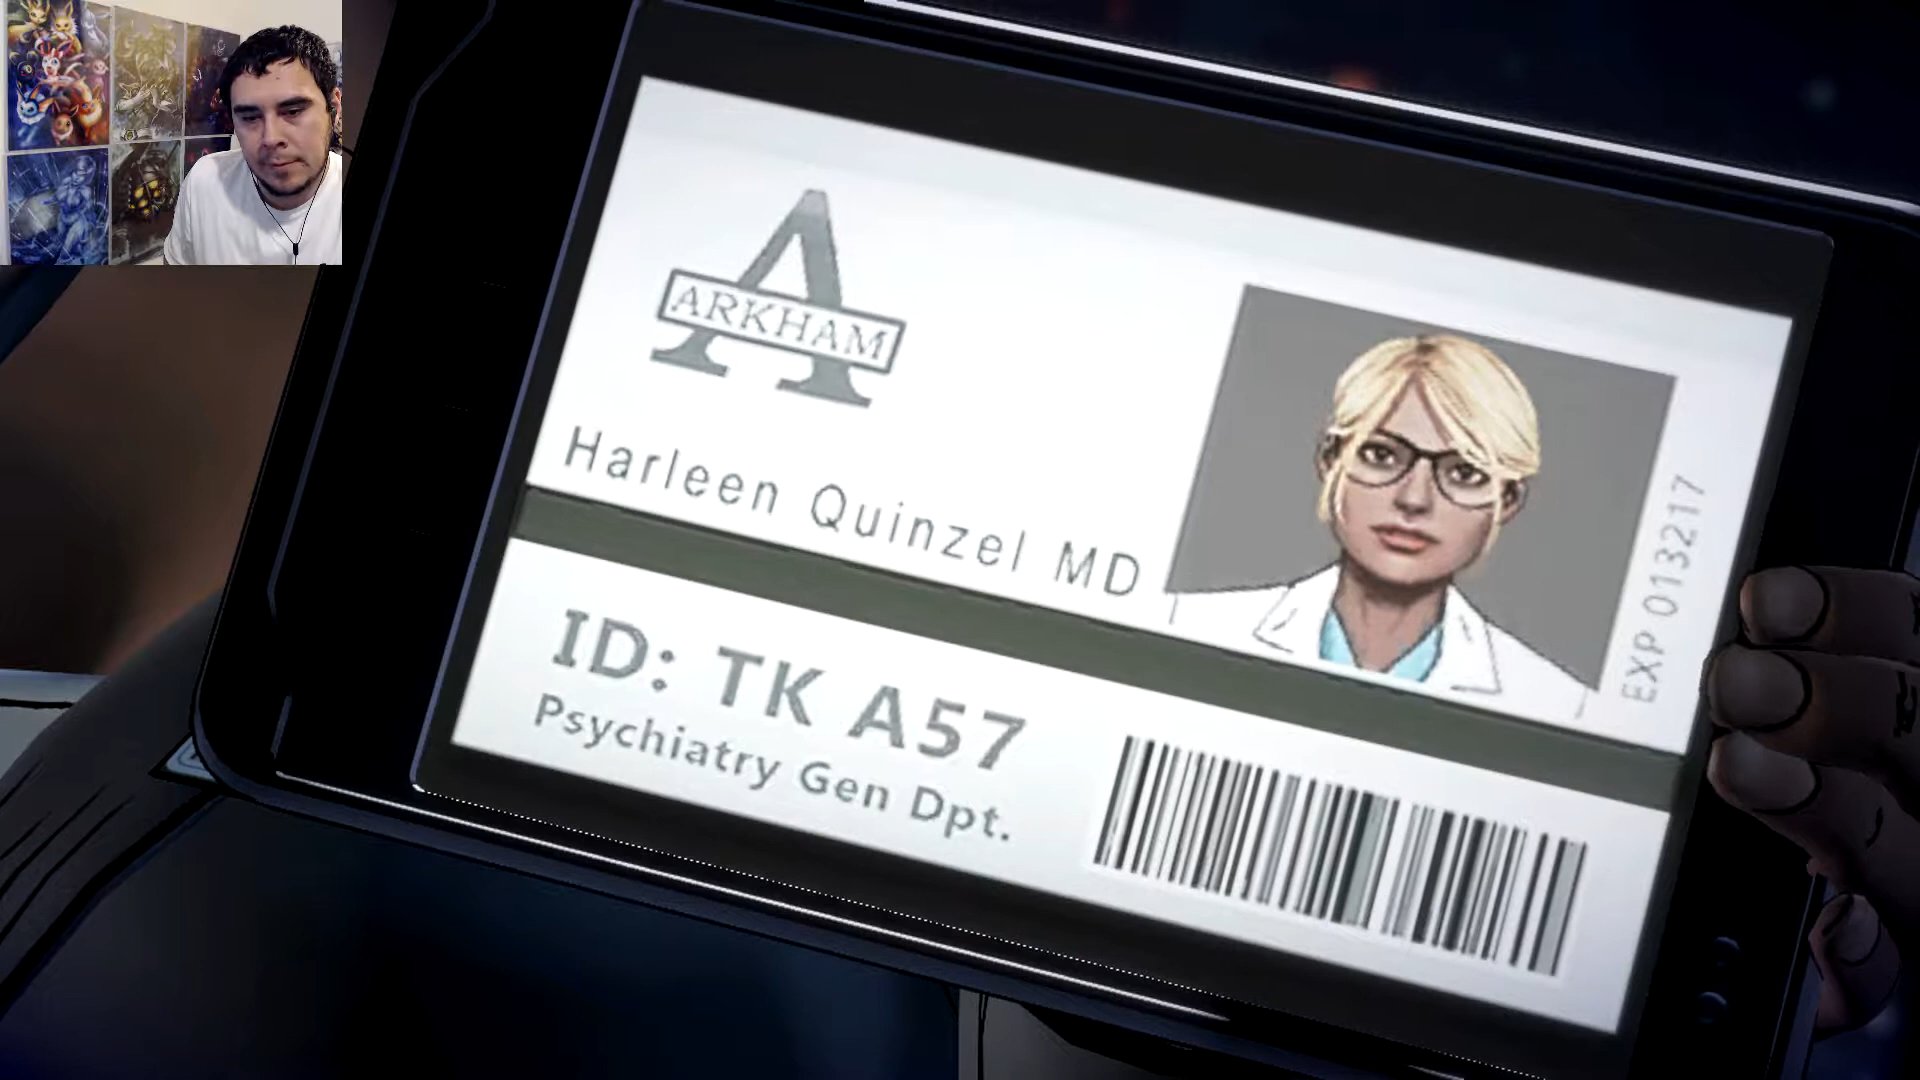 ARKHAM
Harleen Quinzel MD
EXP 013217
ID: TK A57
Psychiatry Gen Dpt.